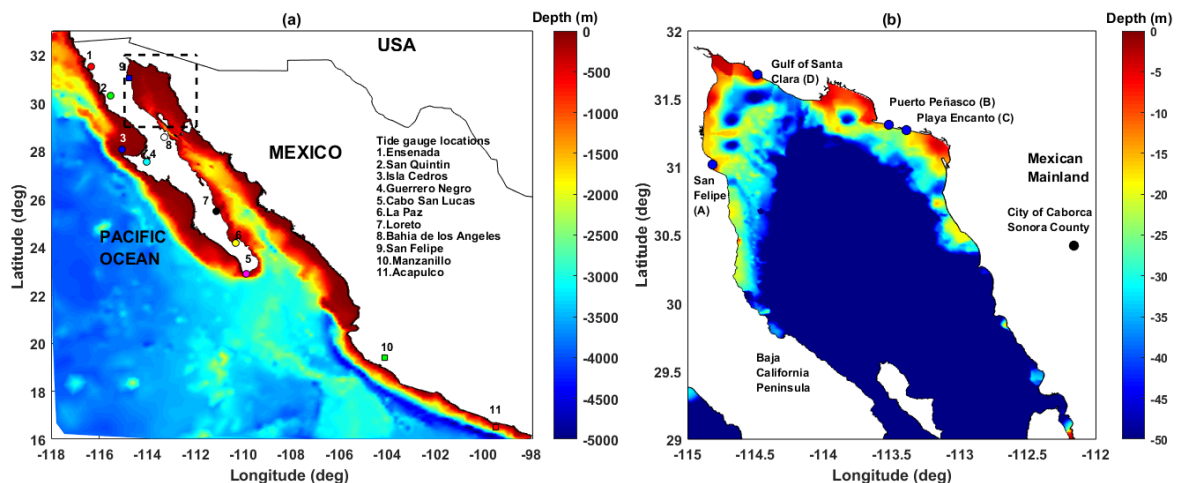 (a)
Depth (m)
USA
MEXICO
PACIFIC
OCEAN
Tide gauge locations
1.Ensenada
2.San Quintin
3.Isla Cedros
4.Guerrero Negro
5.Cabo San Lucas
6.La Paz
7.Loreto
8.Bahia de los Angeles
9.San Felipe
10.Manzanillo
11.Acapulco
1
2
3
4
5
6
7
8
9
10
11
32
30
28
26
24
22
20
18
16
Latitude (deg)
-118
-116
-114
-112
-110
-108
-106
-104
-102
-100
-98
Longitude (deg)
0
-500
-1000
-1500
-2000
-2500
-3000
-3500
-4000
-4500
-5000
(b)
Depth (m)
Gulf of Santa
Clara (D)
Puerto Peñasco (B)
Playa Encanto (C)
San
Felipe
(A)
Mexican
Mainland
City of Caborca
Sonora County
Baja
California
Peninsula
32
31.5
31
30.5
30
29.5
29
Latitude (deg)
-115
-114.5
-114
-113.5
-113
-112.5
-112
Longitude (deg)
0
-5
-10
-15
-20
-25
-30
-35
-40
-45
-50